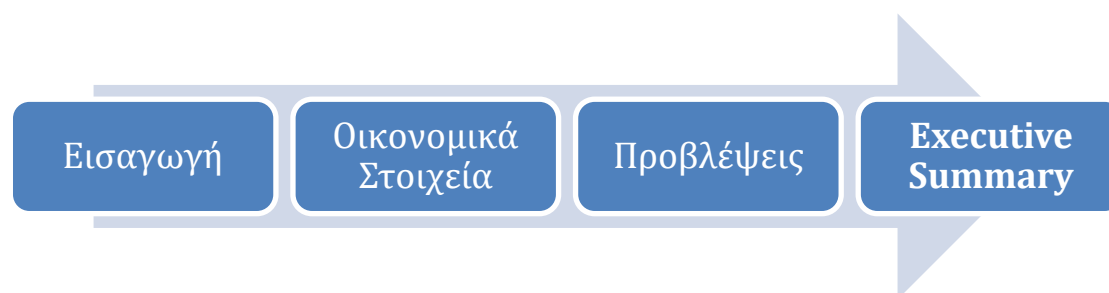 Εισαγωγή
Οικονομικά
Στοιχεία
Προβλέψεις
Executive
Summary